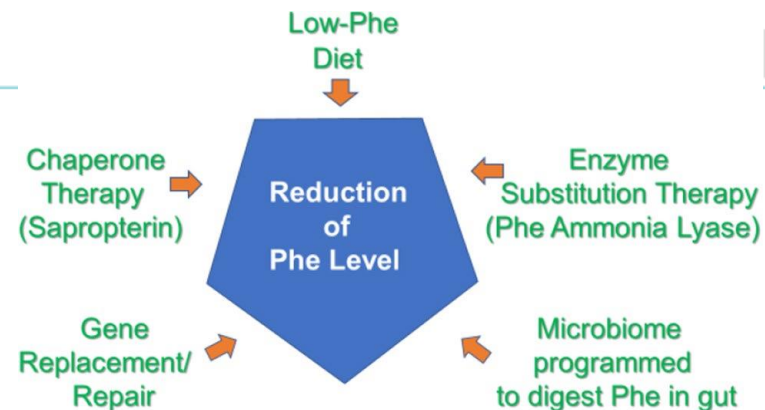 Low-Phe
Diet
Chaperone
Therapy
(Sapropterin)
Enzyme
Substitution Therapy
(Phe Ammonia Lyase)
Reduction
of
Phe Level
Gene
Replacement/
Repair
Microbiome
programmed
to digest Phe in gut